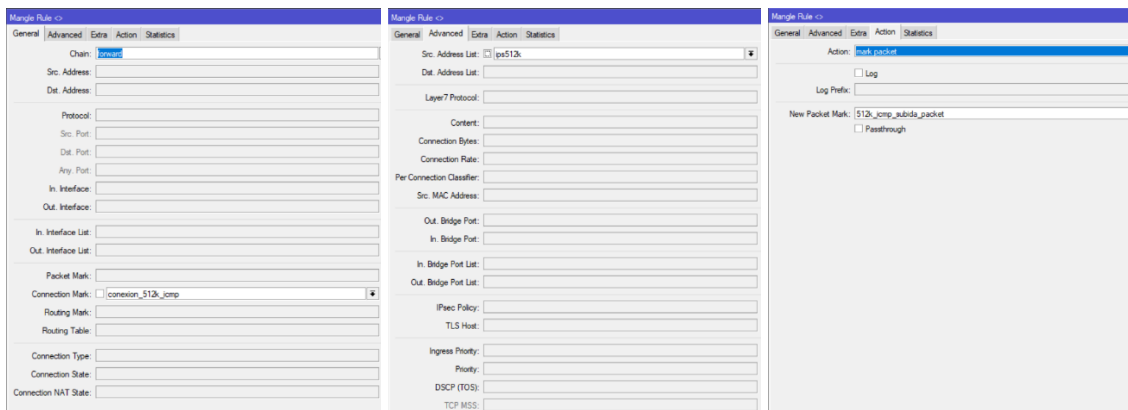 Mangle Rule <>
General Advanced Extra Action Statistics
Chain: forward
Src. Address:
Dst. Address:
Protocol:
Src. Port:
Dst. Port:
Any. Port:
In. Interface:
Out. Interface:
In. Interface List:
Out. Interface List:
Packet Mark:
Connection Mark: conexion_512k_icmp
Routing Mark:
Routing Table:
Connection Type:
Connection State:
Connection NAT State:
Mangle Rule <>
General Advanced Extra Action Statistics
Src. Address List: ips512k
Dst. Address List:
Layer7 Protocol:
Content:
Connection Bytes:
Connection Rate:
Per Connection Classifier:
Src. MAC Address:
Out. Bridge Port:
In. Bridge Port:
In. Bridge Port List:
Out. Bridge Port List:
IPsec Policy:
TLS Host:
Ingress Priority:
Priority:
DSCP (TOS):
TCP MSS:
Mangle Rule <>
General Advanced Extra Action Statistics
Action: mark packet
Log
Log Prefix:
New Packet Mark: 512k_icmp_subida_packet
Passthrough